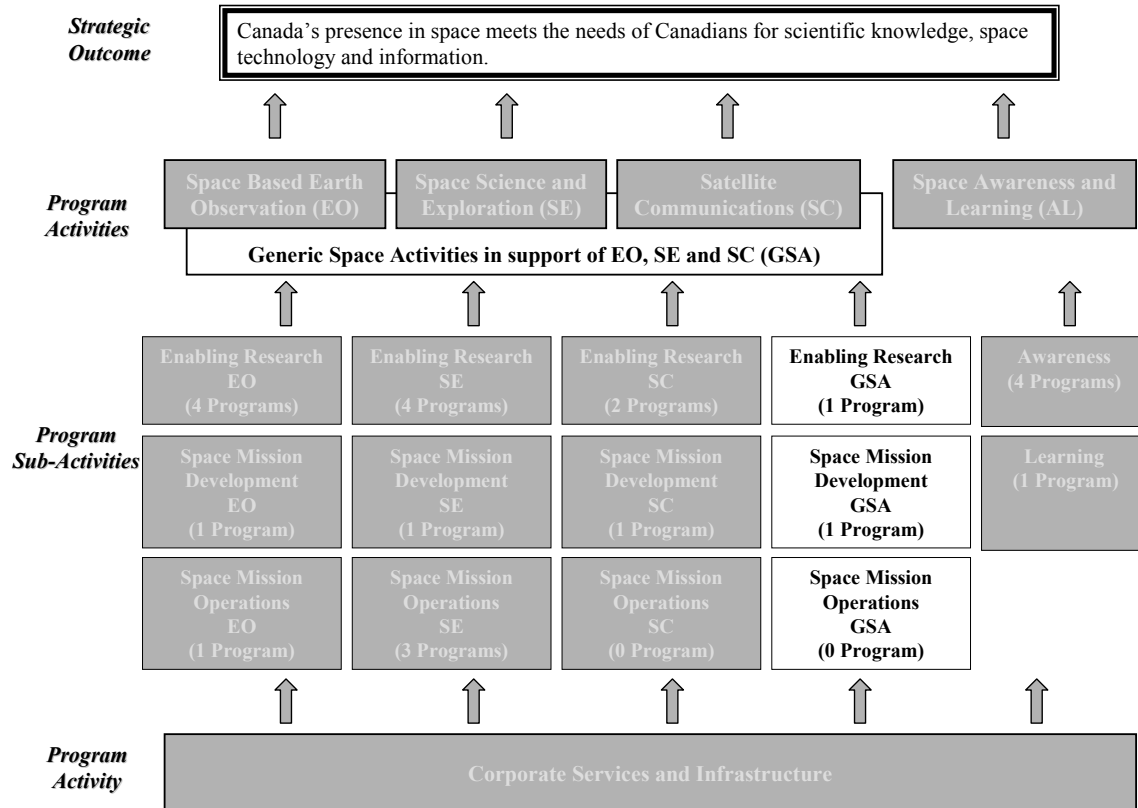 Strategic
Outcome
Canada's presence in space meets the needs of Canadians for scientific knowledge, space
technology and information.
Program
Activities
Space Based Earth
Observation (EO)
Space Science and
Exploration (SE)
Satellite
Communications (SC)
Space Awareness and
Learning (AL)
Generic Space Activities in support of EO, SE and SC (GSA)
Program
Sub-Activities
Enabling Research
EO
(4 Programs)
Enabling Research
SE
(4 Programs)
Enabling Research
SC
(2 Programs)
Enabling Research
GSA
(1 Program)
Awareness
(4 Programs)
Space Mission
Development
EO
(1 Program)
Space Mission
Development
SE
(1 Program)
Space Mission
Development
SC
(1 Program)
Space Mission
Development
GSA
(1 Program)
Learning
(1 Program)
Space Mission
Operations
EO
(1 Program)
Space Mission
Operations
SE
(3 Programs)
Space Mission
Operations
SC
(0 Program)
Space Mission
Operations
GSA
(0 Program)
Program
Activity
Corporate Services and Infrastructure